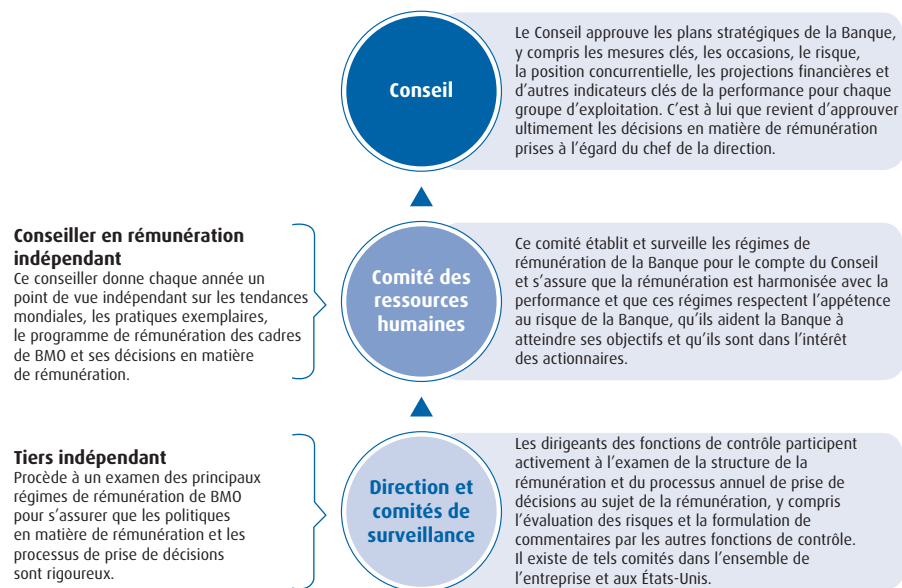 Conseil
Le Conseil approuve les plans stratégiques de la Banque,
y compris les mesures clés, les occasions, le risque,
la position concurrentielle, les projections financières et
d'autres indicateurs clés de la performance pour chaque
groupe d'exploitation. C'est à lui que revient d'approuver
ultimement les décisions en matière de rémunération
prises à l'égard du chef de la direction.
Conseiller en rémunération
indépendant
Ce conseiller donne chaque année un
point de vue indépendant sur les tendances
mondiales, les pratiques exemplaires,
le programme de rémunération des cadres
de BMO et ses décisions en matière
de rémunération.
Comité des
ressources
humaines
Ce comité établit et surveille les régimes de
rémunération de la Banque pour le compte du Conseil
et s'assure que la rémunération est harmonisée avec la
performance et que ces régimes respectent l'appétence
au risque de la Banque, qu'ils aident la Banque à
atteindre ses objectifs et qu'ils sont dans l'intérêt
des actionnaires.
Tiers indépendant
Procède à un examen des principaux
régimes de rémunération de BMO
pour s'assurer que les politiques
en matière de rémunération et les
processus de prise de décisions
sont rigoureux.
Direction et
comités de
surveillance
Les dirigeants des fonctions de contrôle participent
activement à l'examen de la structure de la
rémunération et du processus annuel de prise de
décisions au sujet de la rémunération, y compris
l'évaluation des risques et la formulation de
commentaires par les autres fonctions de contrôle.
Il existe de tels comités dans l'ensemble de
l'entreprise et aux États-Unis.